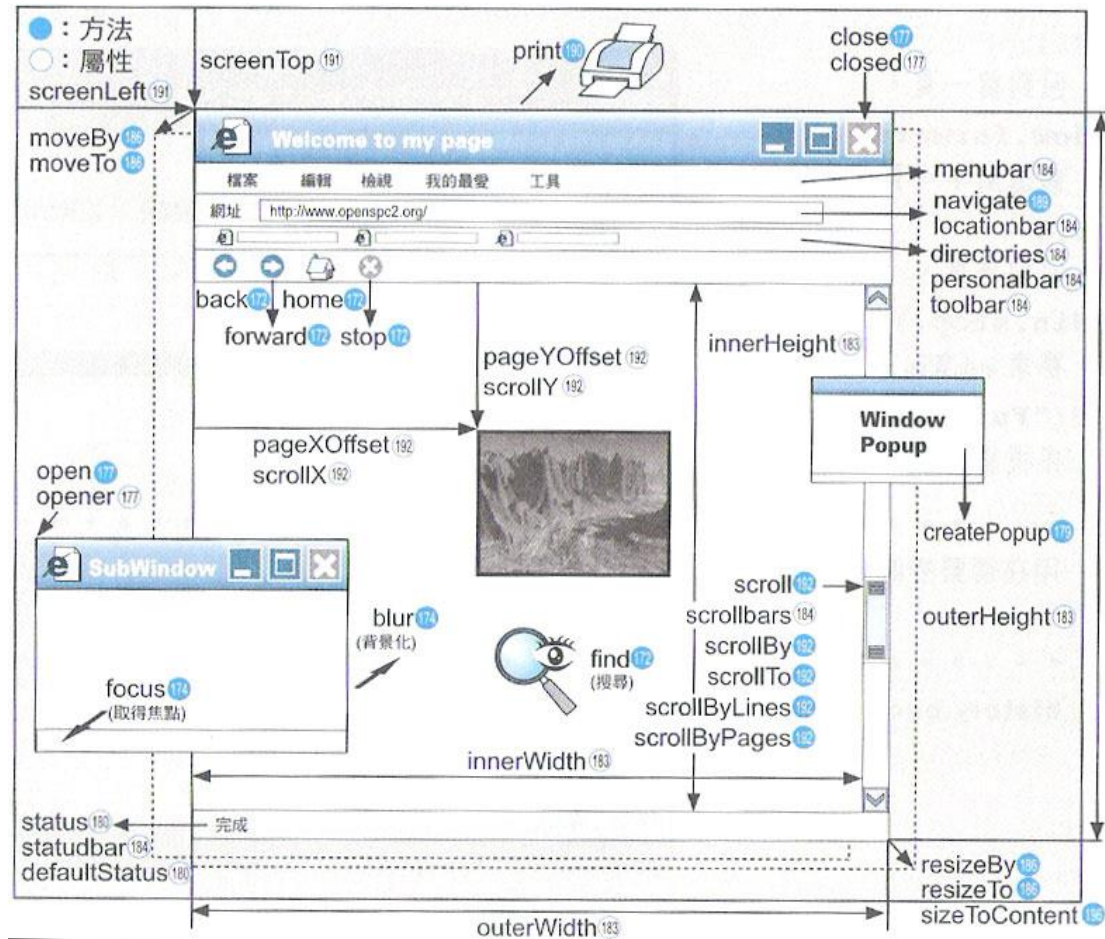 ：方法
：屬性
screenTop 191
print 190
close 177
closed 177
screenLeft 191
moveBy 186
moveTo 186
Welcome to my page
檔案 編輯 檢視 我的最愛 工具
menubar 184
網址 http://www.openspc2.org/
navigate 189
locationbar 184
directories 184
personalbar 184
toolbar 184
back 172 home 172
forward 172 stop 172
pageYOffset 192
scrollY 192
innerHeight 183
pageXOffset 192
scrollX 192
Window
Popup
createPopup 179
open 177
opener 177
SubWindow
blur 174
(背景化)
focus 174
(取得焦點)
find 172
(搜尋)
scroll 192
scrollbars 184
scrollBy 192
scrollTo 192
scrollByLines 192
scrollByPages 192
outerHeight 183
innerWidth 183
status 180
完成
statudbar 184
defaultStatus 180
resizeBy 186
resizeTo 186
sizeToContent 196
outerWidth 183